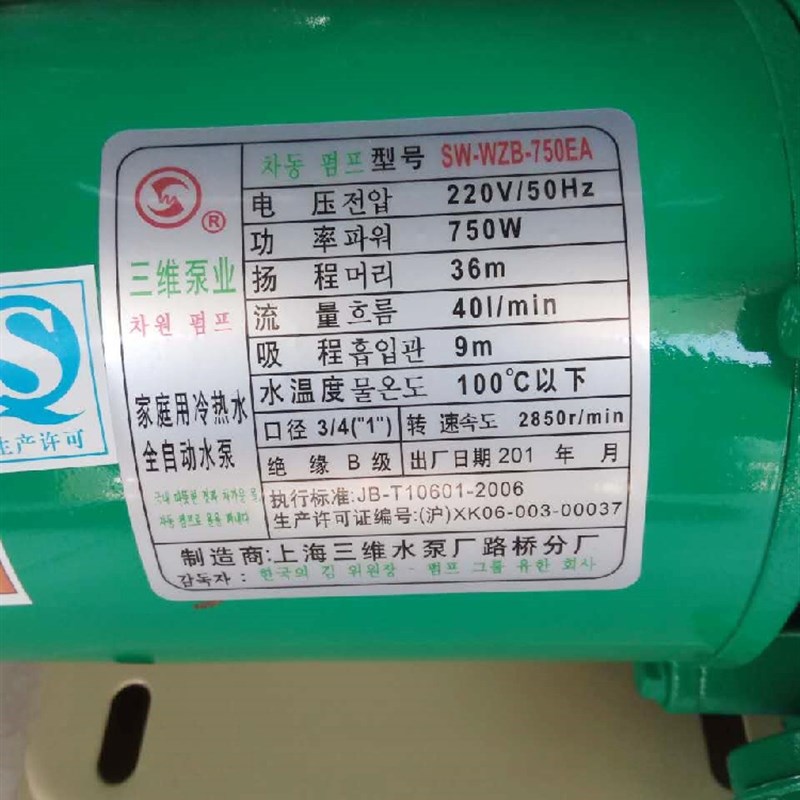 차동 펌프型号 SW-WZB-750EA
电 压전압 220V/50Hz
功 率파워 750W
扬 程머리 36m
流 量흐름 40l/min
吸 程흡입관 9m
水温度물온도 100℃以下
口径 3/4("1") 转 速속도 2850r/min
绝 缘 B 级 出厂日期201 年 月
执行标准:JB-T10601-2006
生产许可证编号:(沪)XK06-003-00037
®
三维泵业
차원 펌프
家庭用冷热水
全自动水泵
制造商:上海三维水泵厂路桥分厂
감독자: 한국의 김 위원장 - 펌프 그룹 유한 회사
生产许可